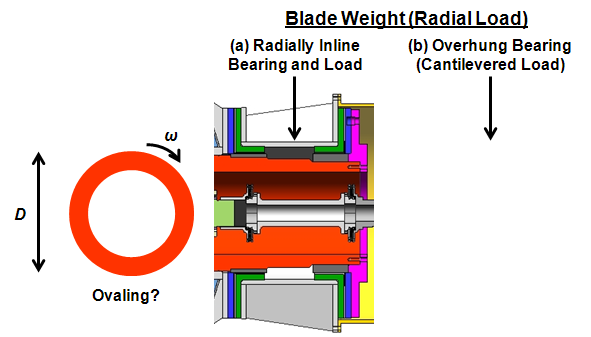 Blade Weight (Radial Load)
(a) Radially Inline
Bearing and Load
(b) Overhung Bearing
(Cantilevered Load)
ω
D
Ovaling?